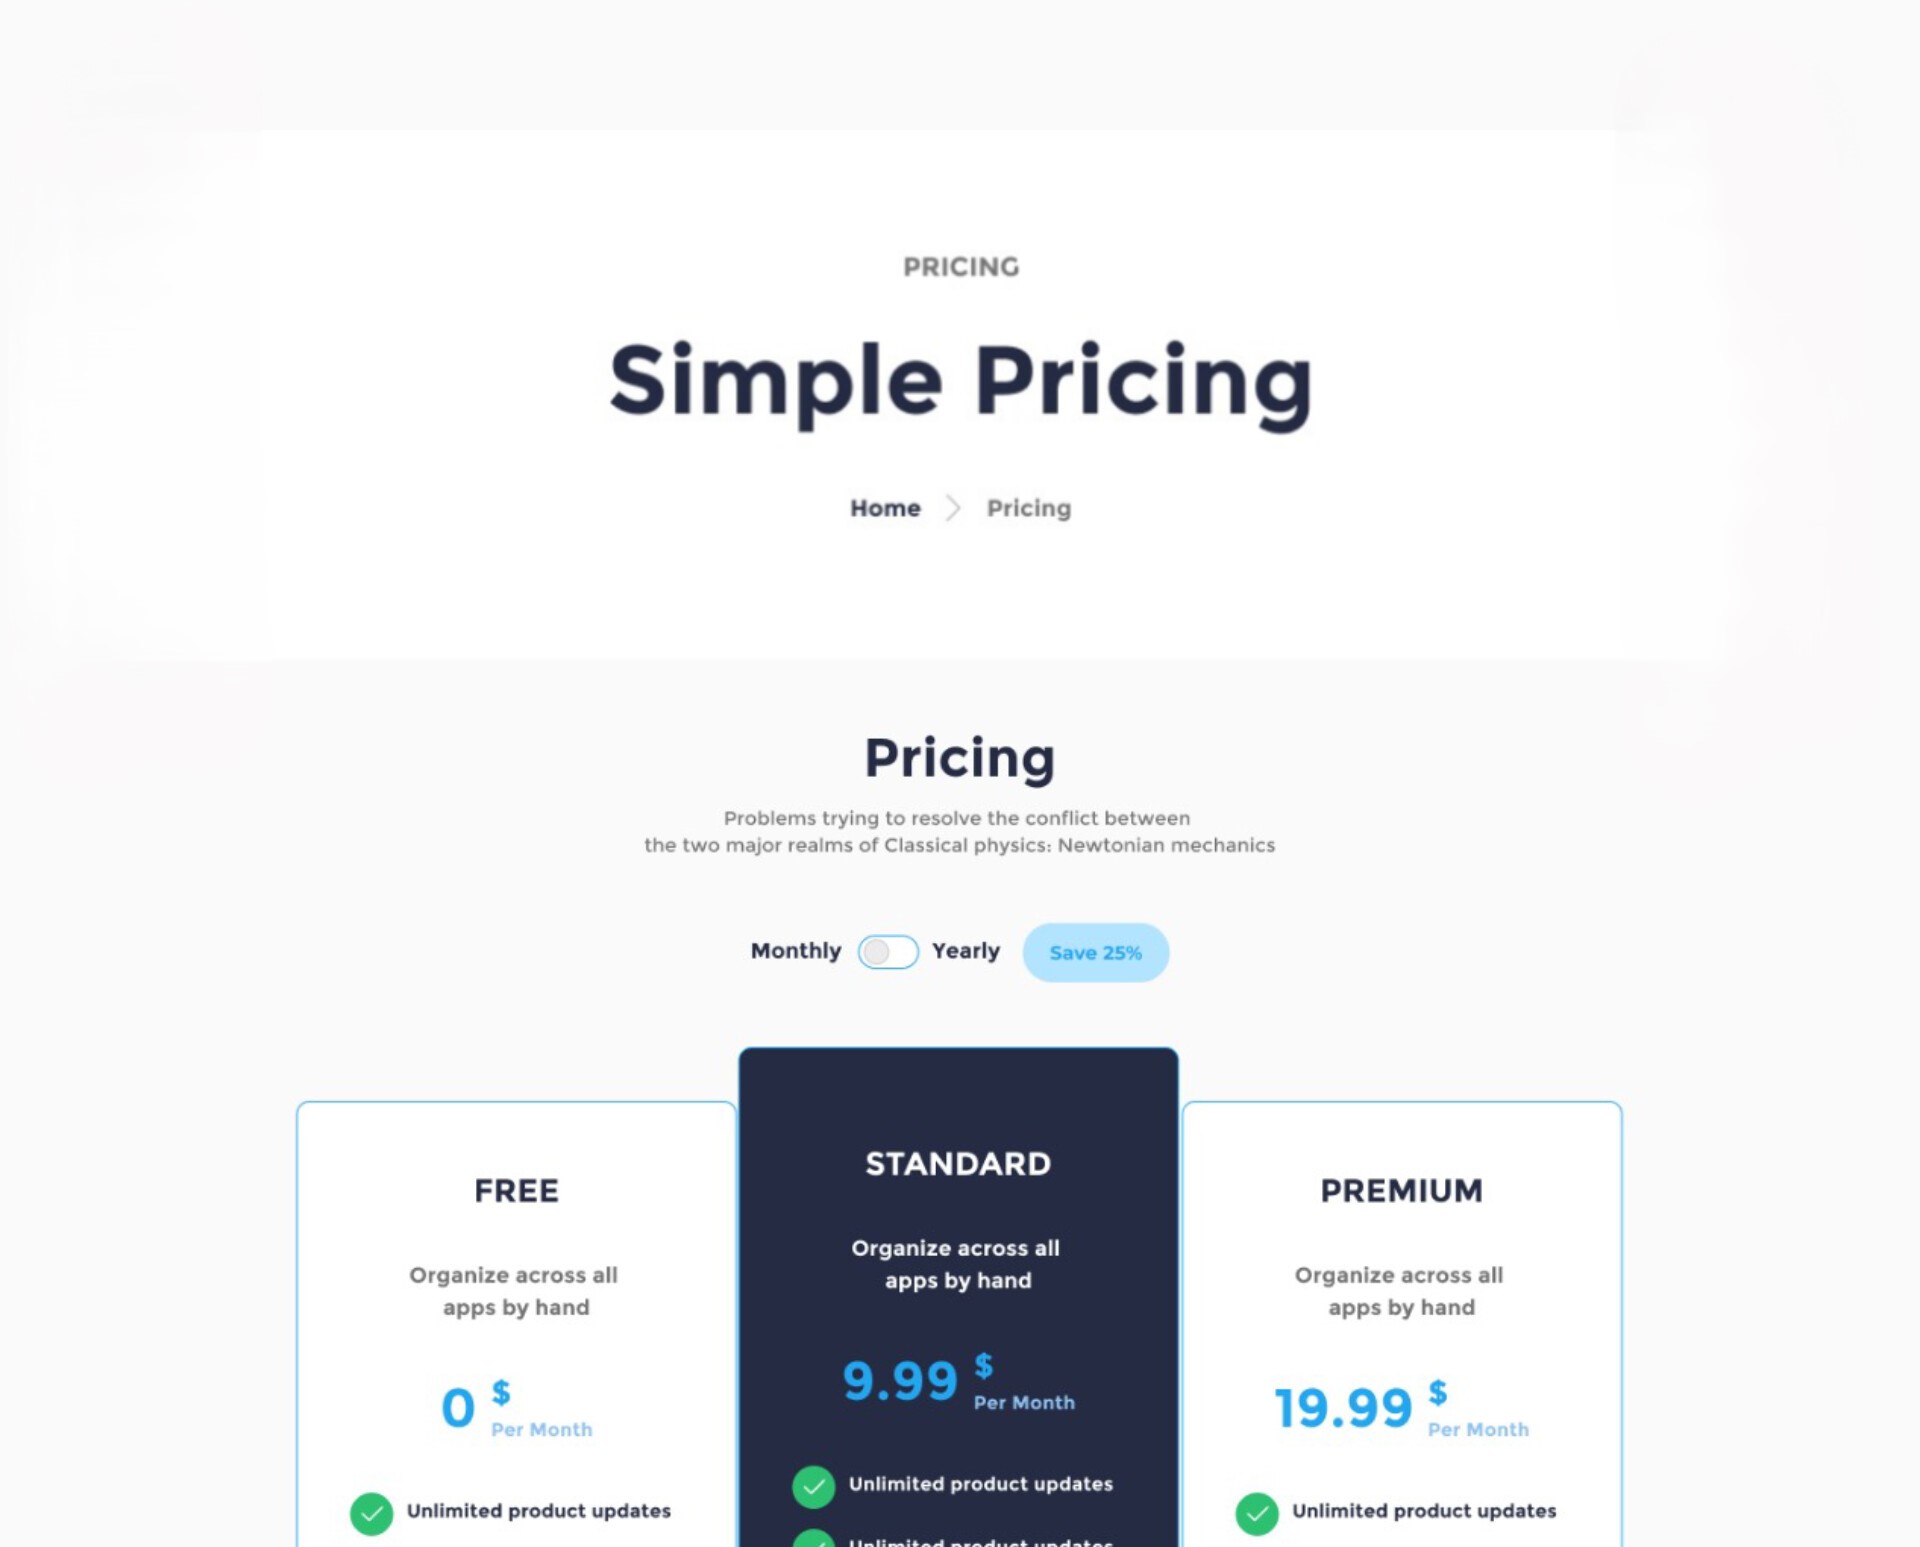 PRICING
Simple Pricing
Home
Pricing
Pricing
Problems trying to resolve the conflict between
the two major realms of Classical physics: Newtonian mechanics
Monthly
Yearly
Save 25%
FREE
Organize across all
apps by hand
0 $
Per Month
Unlimited product updates
STANDARD
Organize across all
apps by hand
9.99 $
Per Month
Unlimited product updates
Unlimited product updates
PREMIUM
Organize across all
apps by hand
19.99 $
Per Month
Unlimited product updates